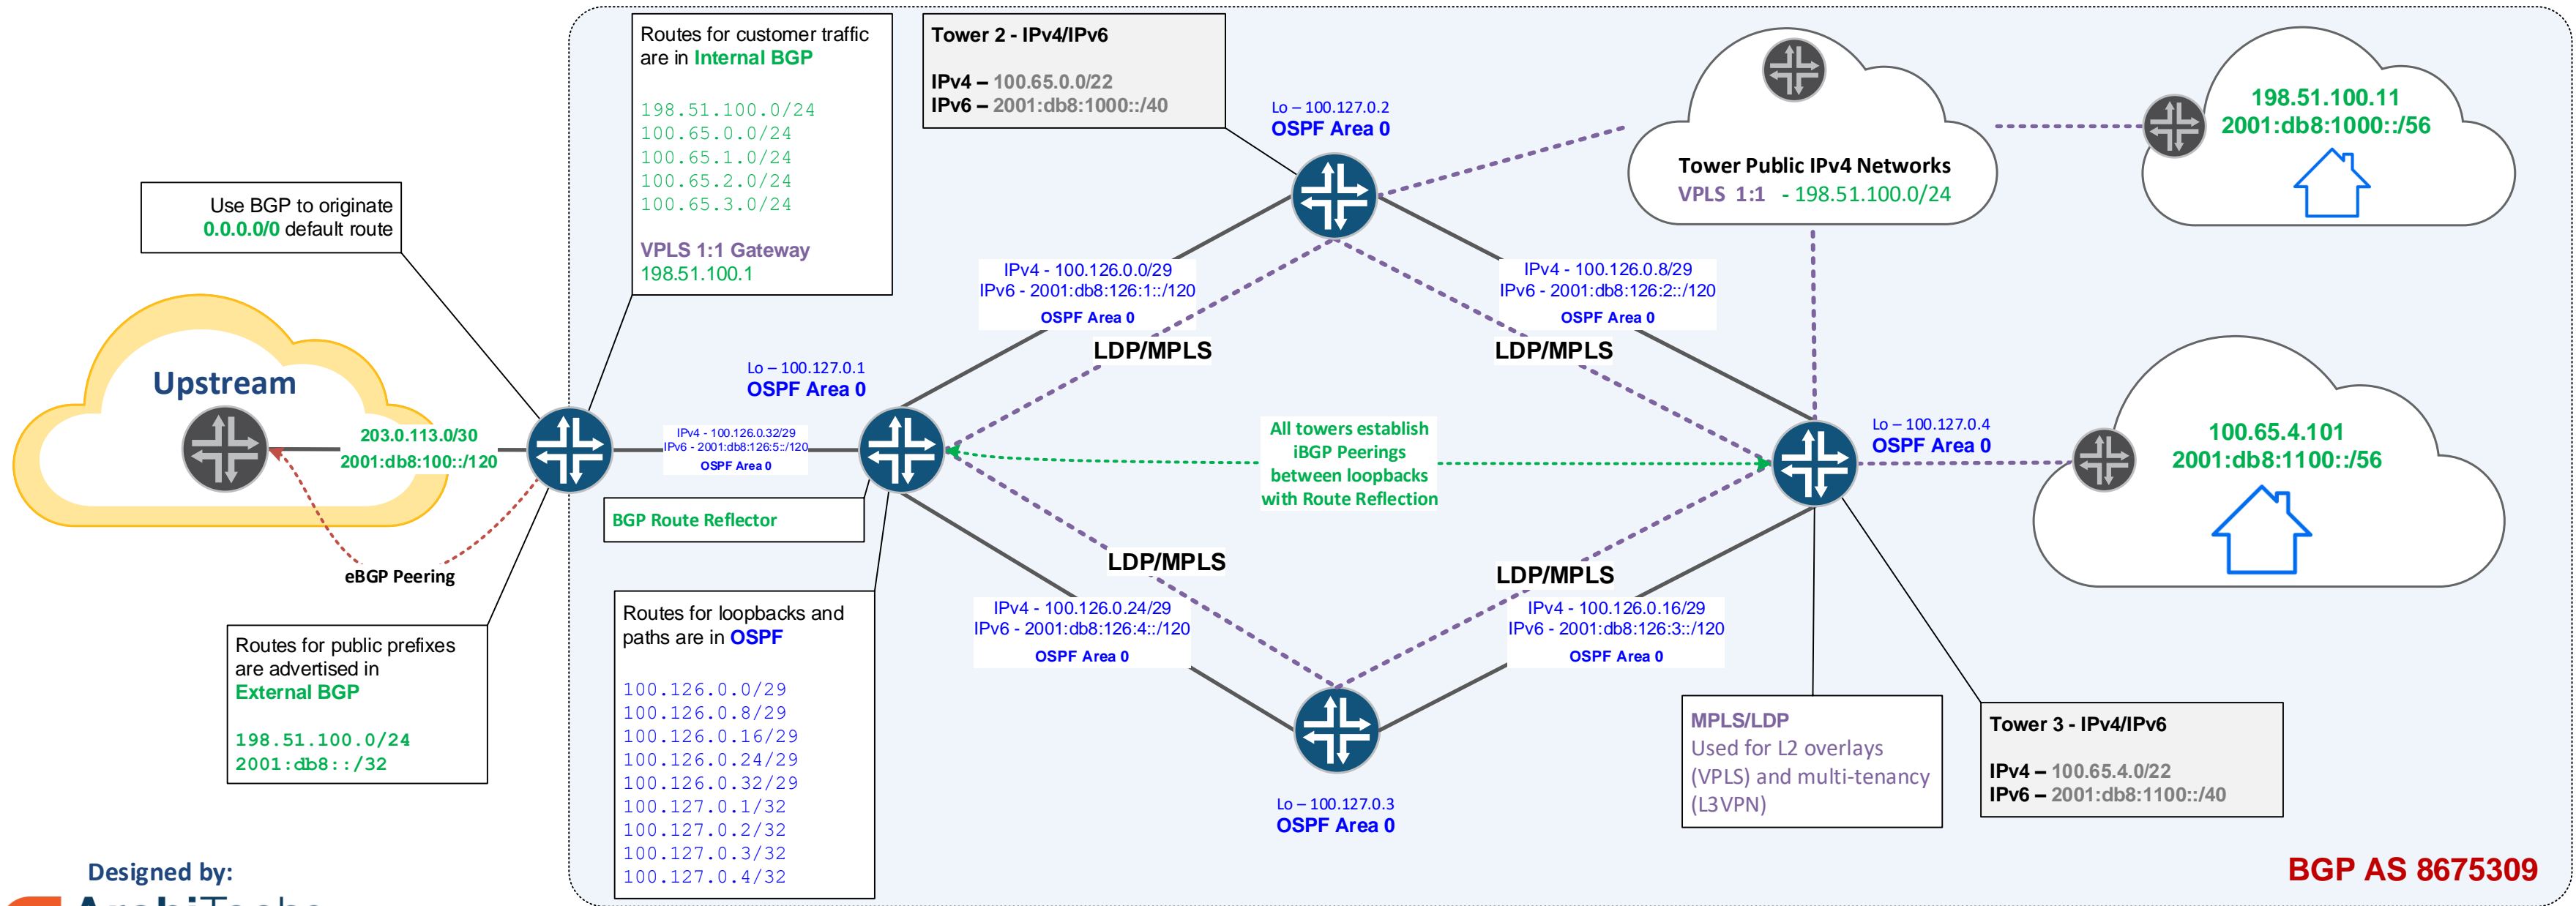 Routes for customer traffic
are in Internal BGP
198.51.100.0/24
100.65.0.0/24
100.65.1.0/24
100.65.2.0/24
100.65.3.0/24
VPLS 1:1 Gateway
198.51.100.1
Tower 2 - IPv4/IPv6
IPv4 – 100.65.0.0/22
IPv6 – 2001:db8:1000::/40
Lo – 100.127.0.2
OSPF Area 0
Tower Public IPv4 Networks
VPLS 1:1 - 198.51.100.0/24
198.51.100.11
2001:db8:1000::/56
Use BGP to originate
0.0.0.0/0 default route
IPv4 - 100.126.0.0/29
IPv6 - 2001:db8:126:1::/120
OSPF Area 0
LDP/MPLS
IPv4 - 100.126.0.8/29
IPv6 - 2001:db8:126:2::/120
OSPF Area 0
LDP/MPLS
Upstream
203.0.113.0/30
2001:db8:100::/120
eBGP Peering
Lo – 100.127.0.1
OSPF Area 0
IPv4 - 100.126.0.32/29
IPv6 - 2001:db8:126:5::/120
OSPF Area 0
BGP Route Reflector
All towers establish
iBGP Peerings
between loopbacks
with Route Reflection
Lo – 100.127.0.4
OSPF Area 0
100.65.4.101
2001:db8:1100::/56
LDP/MPLS
IPv4 - 100.126.0.24/29
IPv6 - 2001:db8:126:4::/120
OSPF Area 0
LDP/MPLS
IPv4 - 100.126.0.16/29
IPv6 - 2001:db8:126:3::/120
OSPF Area 0
Routes for public prefixes
are advertised in
External BGP
198.51.100.0/24
2001:db8::/32
Routes for loopbacks and
paths are in OSPF
100.126.0.0/29
100.126.0.8/29
100.126.0.16/29
100.126.0.24/29
100.126.0.32/29
100.127.0.1/32
100.127.0.2/32
100.127.0.3/32
100.127.0.4/32
Lo – 100.127.0.3
OSPF Area 0
MPLS/LDP
Used for L2 overlays
(VPLS) and multi-tenancy
(L3VPN)
Tower 3 - IPv4/IPv6
IPv4 – 100.65.4.0/22
IPv6 – 2001:db8:1100::/40
Designed by:
BGP AS 8675309